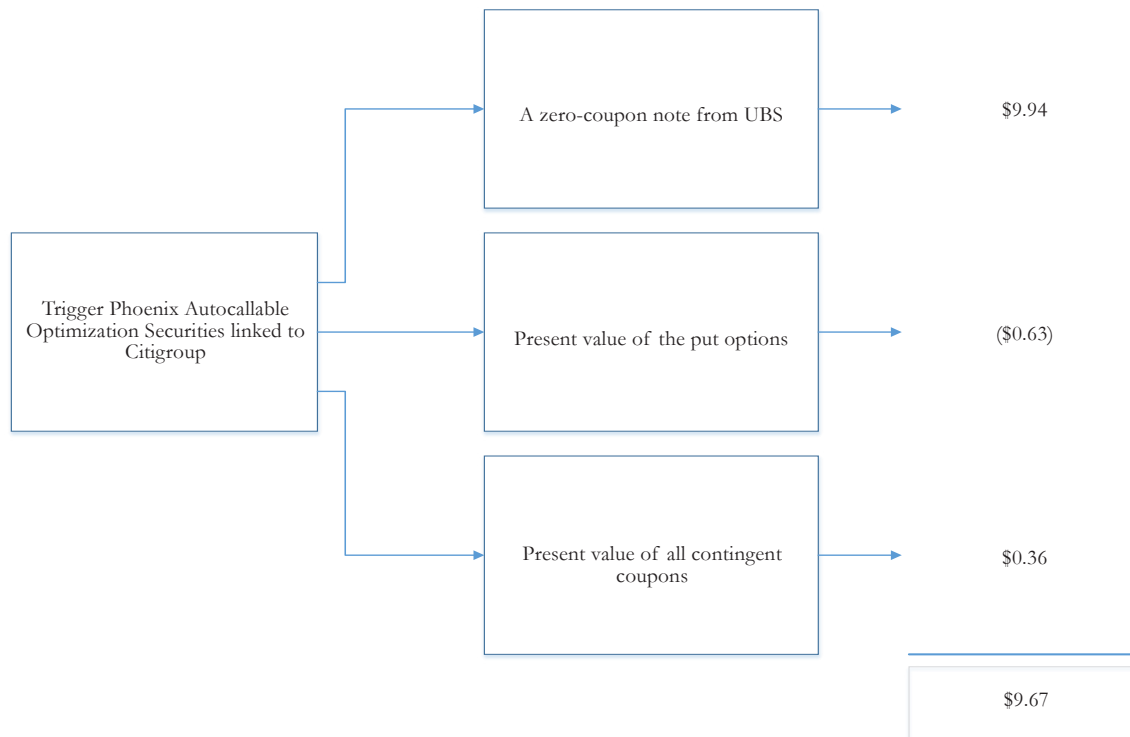 A zero-coupon note from UBS
$9.94
Trigger Phoenix Autocallable
Optimization Securities linked to
Citigroup
Present value of the put options
($0.63)
Present value of all contingent
coupons
$0.36
$9.67